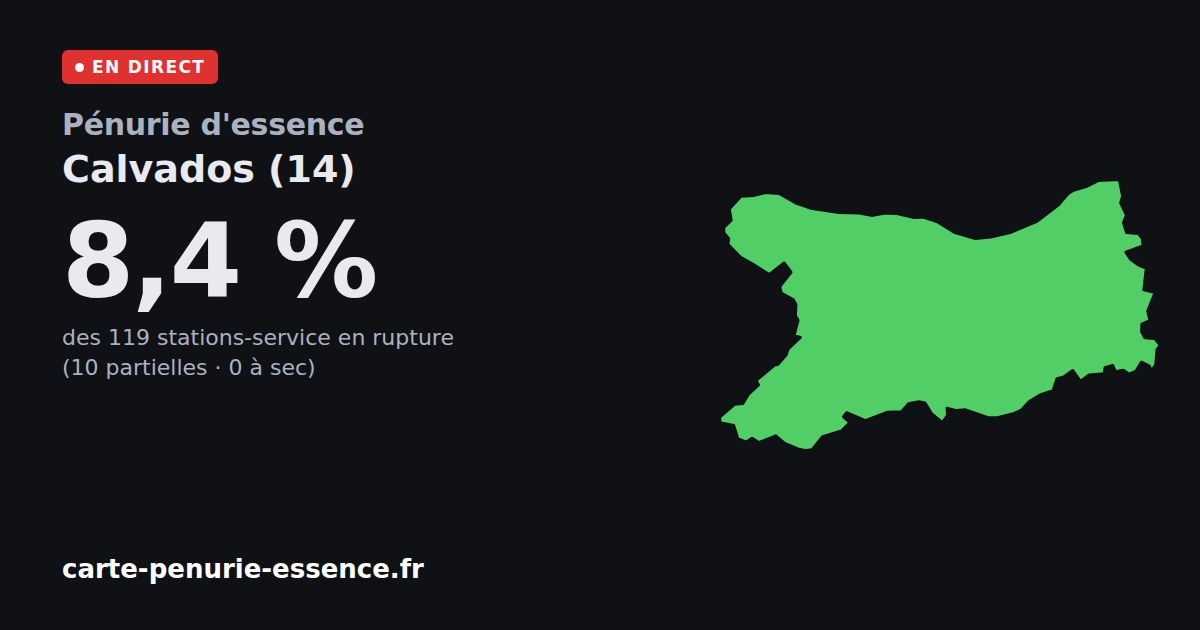 EN DIRECT
Pénurie d'essence
Calvados (14)
8,4 %
des 119 stations-service en rupture
(10 partielles · 0 à sec)
carte-penurie-essence.fr